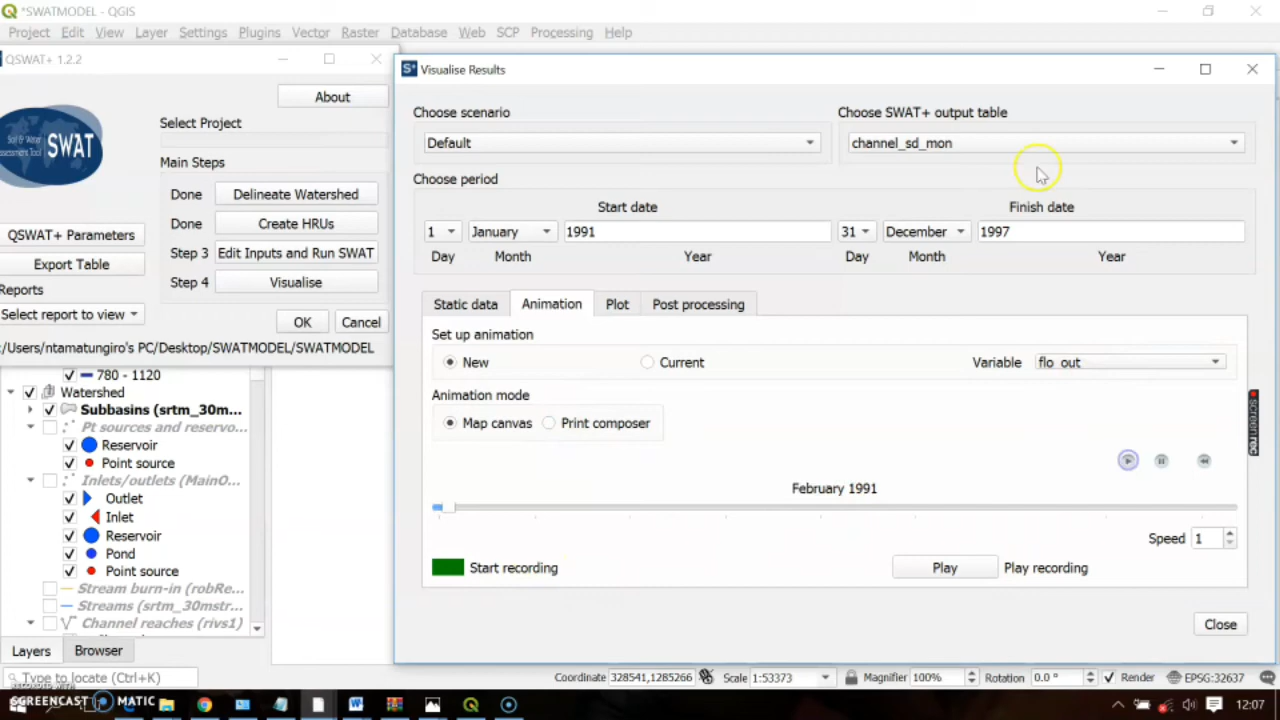 *SWATMODEL - QGIS
Project Edit View Layer Settings Plugins Vector Raster Database Web SCP Processing Help
QSWAT+ 1.2.2
About
Select Project
Soil & Water
Assessment Tool
SWAT
Main Steps
Done Delineate Watershed
Done Create HRUs
QSWAT+ Parameters
Step 3 Edit Inputs and Run SWAT
Export Table
Step 4 Visualise
Reports
Select report to view
OK Cancel
:/Users/ntamatungiro's PC/Desktop/SWATMODEL/SWATMODEL
780 - 1120
Watershed
Subbasins (srtm_30m...
Pt sources and reservo...
Reservoir
Point source
Inlets/outlets (MainO...
Outlet
Inlet
Reservoir
Pond
Point source
Stream burn-in (robRe...
Streams (srtm_30mstr...
Channel reaches (rivs1)
Layers Browser
Type to locate (Ctrl+K)
S+ Visualise Results
Choose scenario Choose SWAT+ output table
Default channel_sd_mon
Choose period
Start date Finish date
1 January 1991 31 December 1997
Day Month Year Day Month Year
Static data Animation Plot Post processing
Set up animation
New Current Variable flo_out
Animation mode
Map canvas Print composer
February 1991
Speed 1
Start recording Play Play recording
Close
screenrec
Coordinate 328541,1285266 Scale 1:53373 Magnifier 100% Rotation 0.0 ° Render EPSG:32637
SCREENCAST MATIC
12:07